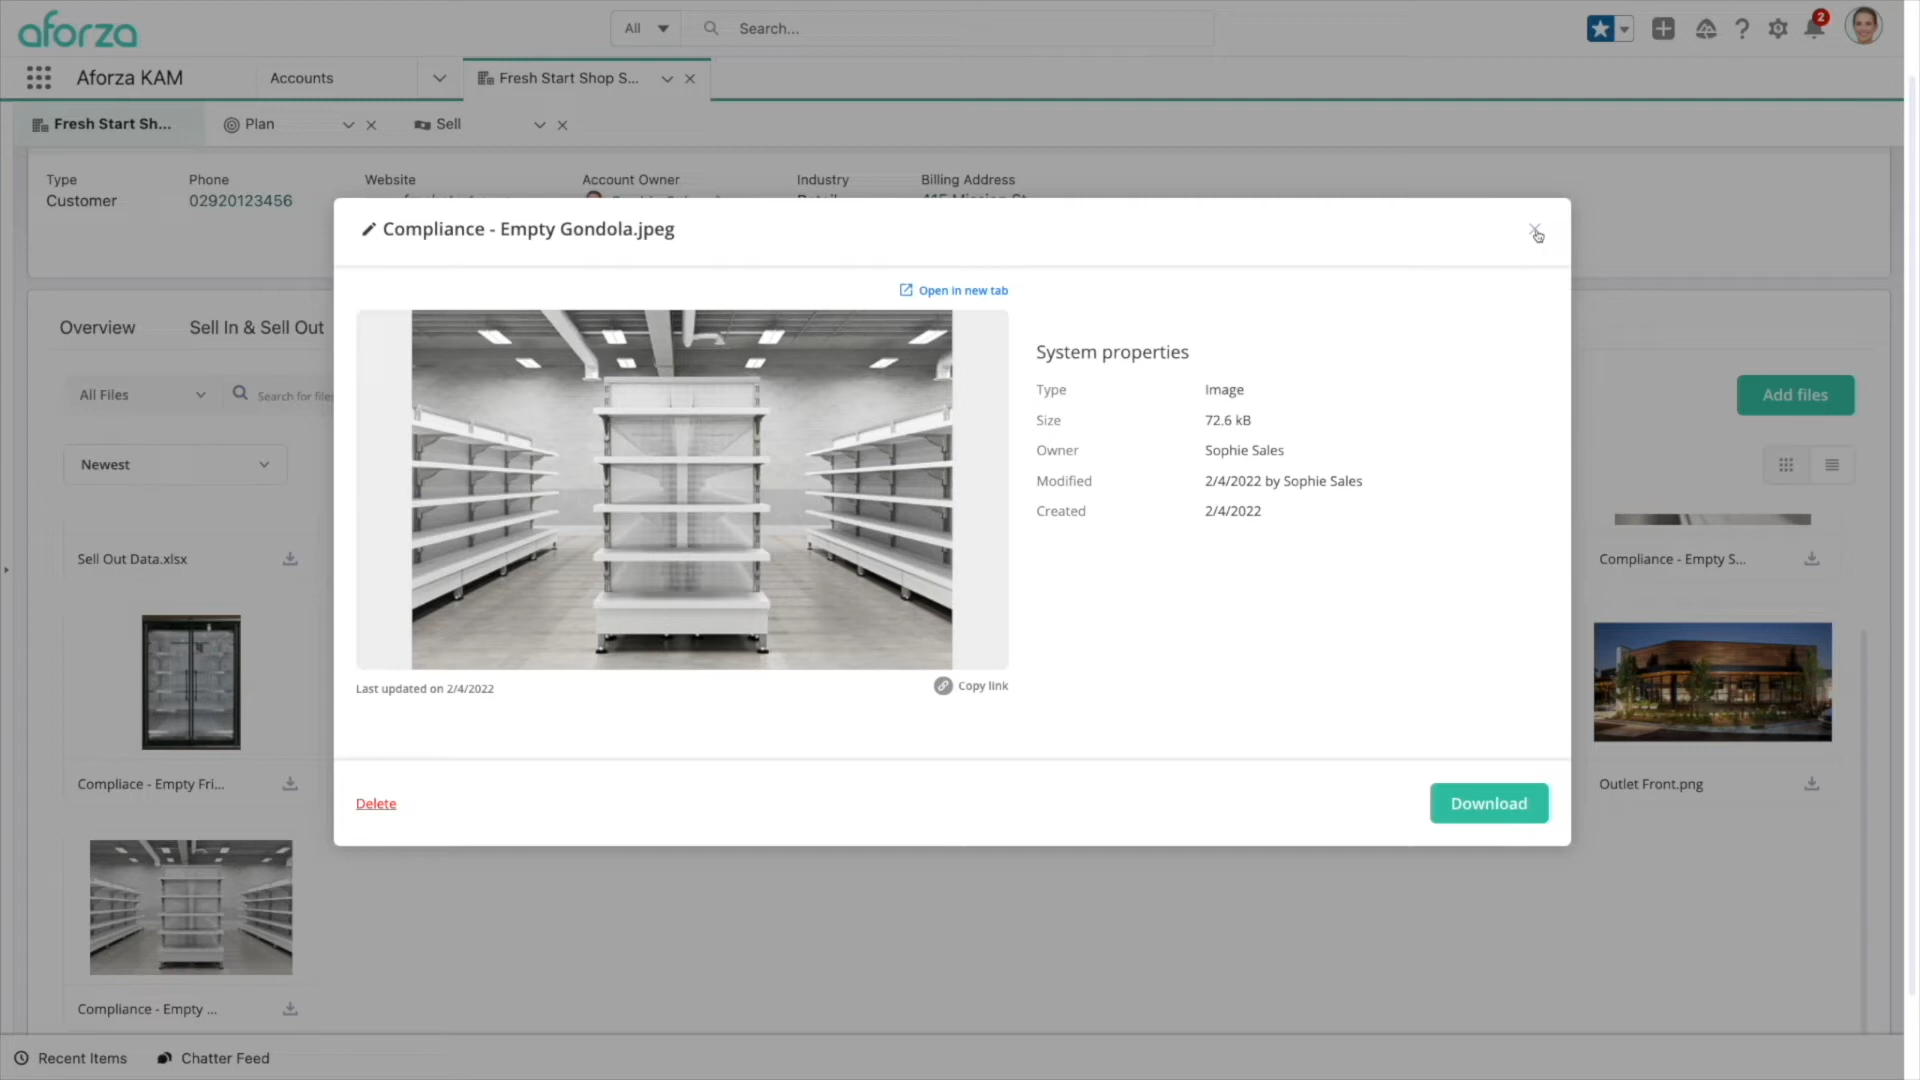 aforza
All
Search...
2
Aforza KAM
Accounts
Fresh Start Shop S...
Fresh Start Sh...
Plan
Sell
Type
Phone
Website
Account Owner
Industry
Billing Address
Customer
02920123456
Compliance - Empty Gondola.jpeg
Open in new tab
Overview
Sell In & Sell Out
System properties
Type
Image
Size
72.6 kB
Owner
Sophie Sales
Modified
2/4/2022 by Sophie Sales
Created
2/4/2022
All Files
Search for files
Add files
Newest
Sell Out Data.xlsx
Compliance - Empty S...
Last updated on 2/4/2022
Copy link
Compliace - Empty Fri...
Outlet Front.png
Delete
Download
Compliance - Empty ...
Recent Items
Chatter Feed